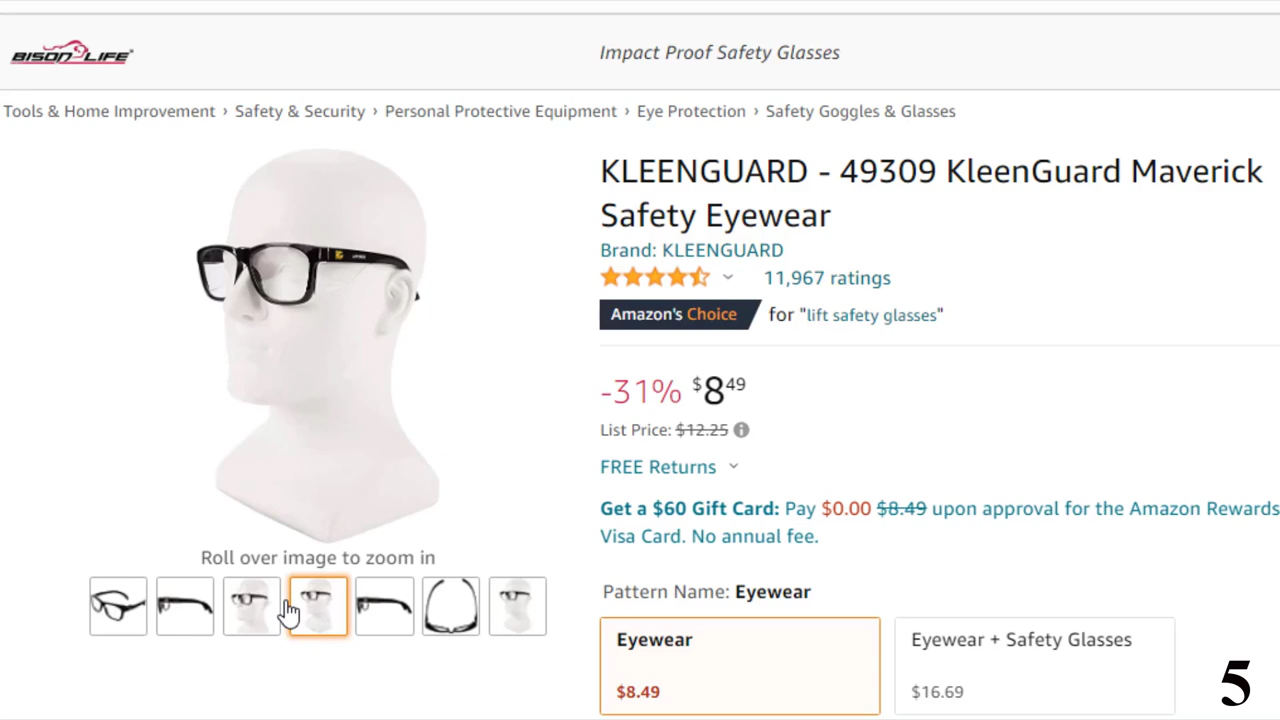 BISON LIFE
Impact Proof Safety Glasses
Tools & Home Improvement › Safety & Security › Personal Protective Equipment › Eye Protection › Safety Goggles & Glasses
KLEENGUARD - 49309 KleenGuard Maverick
Safety Eyewear
Brand: KLEENGUARD
11,967 ratings
Amazon's Choice for "lift safety glasses"
-31% $8 49
List Price: $12.25
FREE Returns
Get a $60 Gift Card: Pay $0.00 $8.49 upon approval for the Amazon Rewards
Visa Card. No annual fee.
Roll over image to zoom in
Pattern Name: Eyewear
Eyewear
$8.49
Eyewear + Safety Glasses
$16.69
5